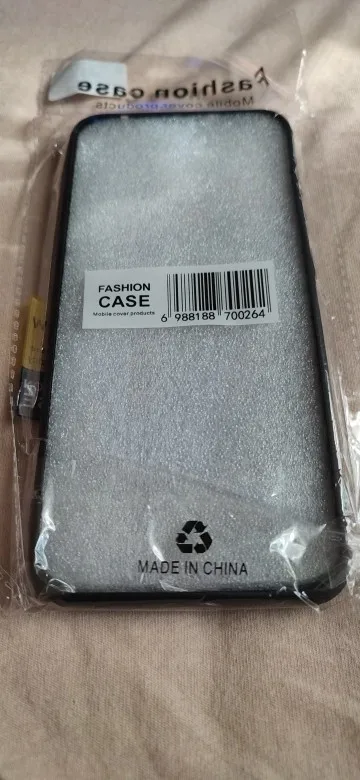 Fashion case
Mobile cover products
FASHION
CASE
Mobile cover products
6 988188 700264
MADE IN CHINA